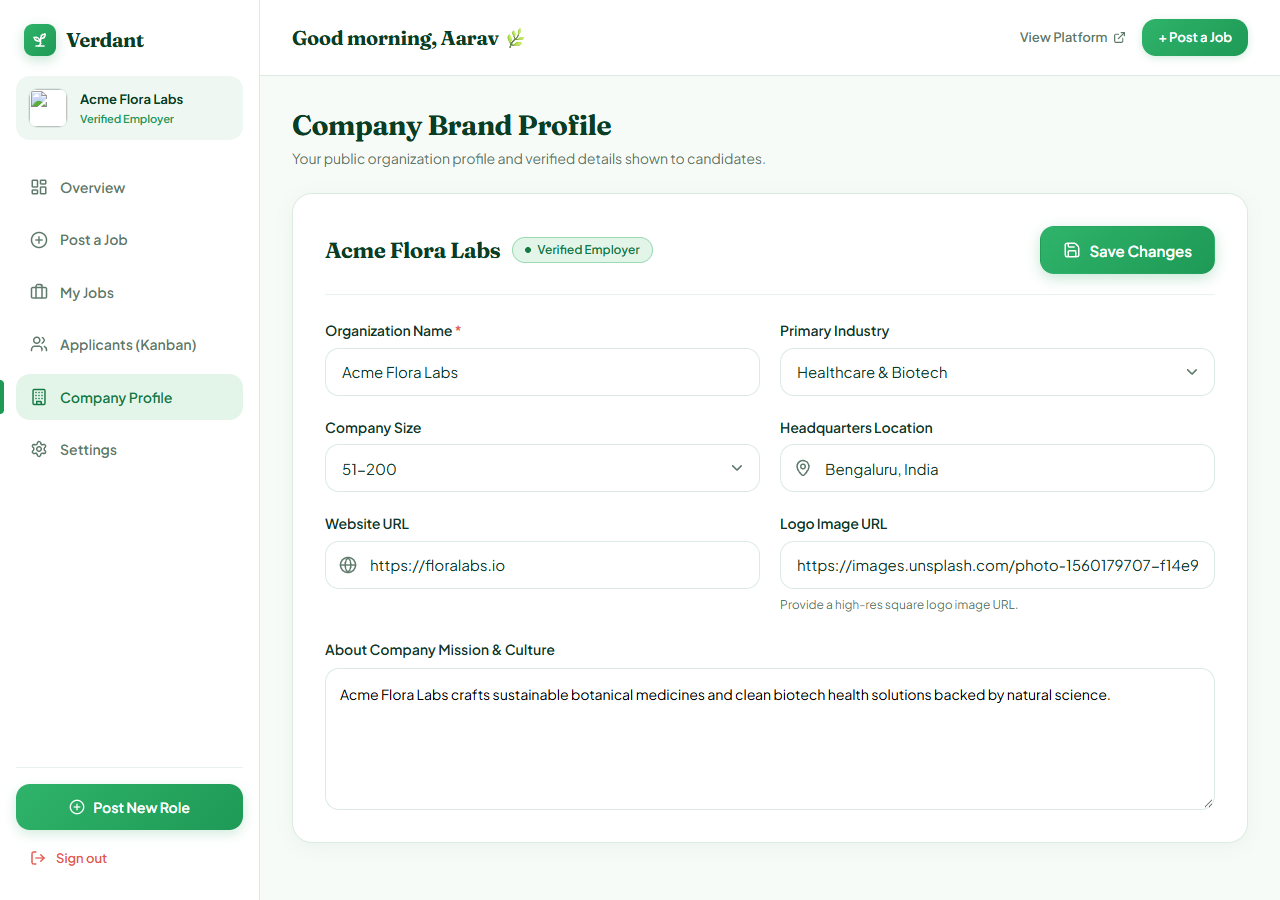 Verdant
Acme Flora Labs
Verified Employer
Overview
Post a Job
My Jobs
Applicants (Kanban)
Company Profile
Settings
Post New Role
Sign out
Good morning, Aarav 🌿
View Platform
+ Post a Job
Company Brand Profile
Your public organization profile and verified details shown to candidates.
Acme Flora Labs
Verified Employer
Save Changes
Organization Name *
Acme Flora Labs
Primary Industry
Healthcare & Biotech
Company Size
51–200
Headquarters Location
Bengaluru, India
Website URL
https://floralabs.io
Logo Image URL
https://images.unsplash.com/photo-1560179707-f14e9
Provide a high-res square logo image URL.
About Company Mission & Culture
Acme Flora Labs crafts sustainable botanical medicines and clean biotech health solutions backed by natural science.